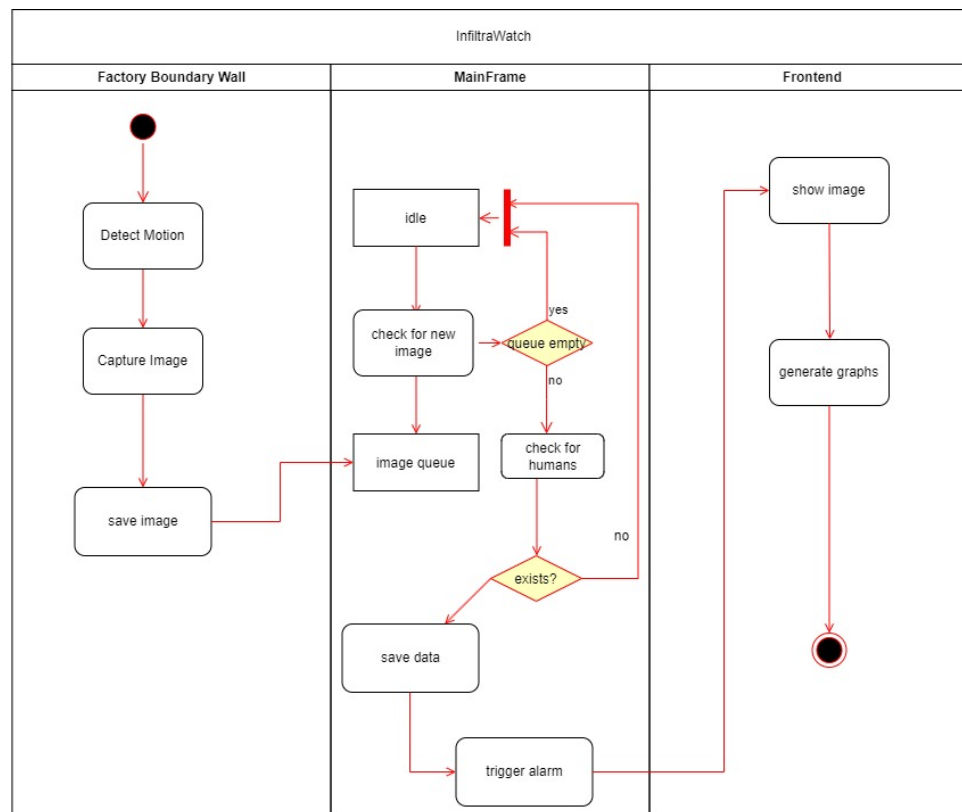 InfiltraWatch
Factory Boundary Wall
MainFrame
Frontend
Detect Motion
Capture Image
save image
idle
check for new
image
image queue
yes
queue empty
no
check for
humans
exists?
no
save data
trigger alarm
show image
generate graphs